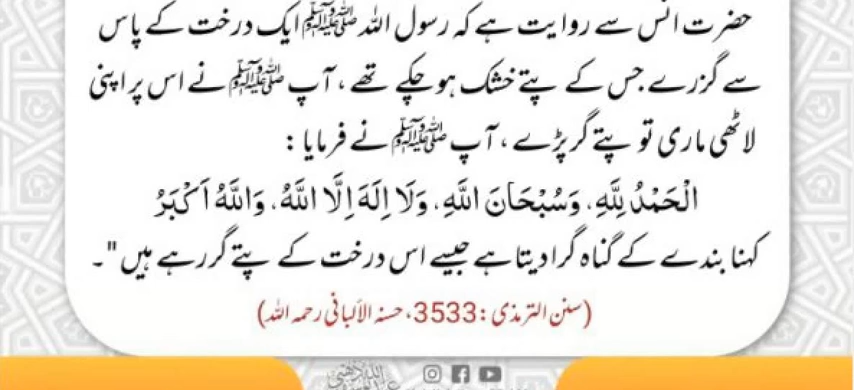 حضرت انس سے روایت ہے کہ رسول اللہ ﷺ ایک درخت کے پاس
سے گزرے جس کے پتے خشک ہو چکے تھے، آپ ﷺ نے اس پر اپنی
لاٹھی ماری تو پتے گر پڑے، آپ ﷺ نے فرمایا :
الْحَمْدُ لِلَّهِ، وَسُبْحَانَ اللَّهِ، وَلَا إِلَهَ إِلَّا اللَّهُ، وَاللَّهُ أَكْبَرُ
کہنا بندے کے گناہ گرا دیتا ہے جیسے اس درخت کے پتے گر رہے ہیں"۔
(سنن الترمذی : 3533، حسنہ الألبانی رحمہ اللہ)